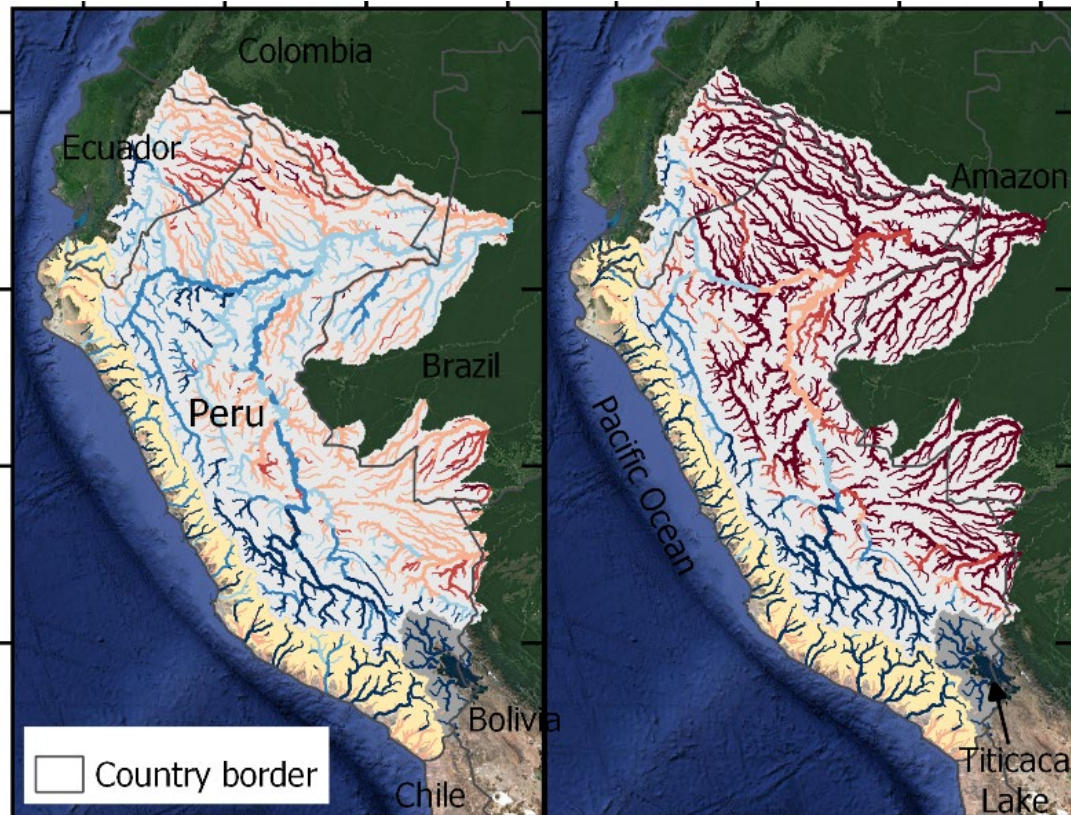 Colombia
Ecuador
Amazon
Brazil
Peru
Pacific Ocean
Bolivia
Titicaca
Lake
Country border
Chile